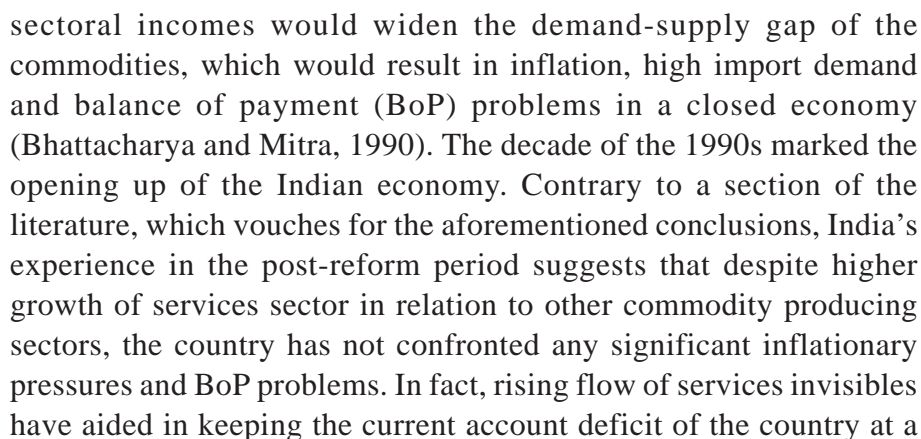 sectoral incomes would widen the demand-supply gap of the
commodities, which would result in inflation, high import demand
and balance of payment (BoP) problems in a closed economy
(Bhattacharya and Mitra, 1990). The decade of the 1990s marked the
opening up of the Indian economy. Contrary to a section of the
literature, which vouches for the aforementioned conclusions, India’s
experience in the post-reform period suggests that despite higher
growth of services sector in relation to other commodity producing
sectors, the country has not confronted any significant inflationary
pressures and BoP problems. In fact, rising flow of services invisibles
have aided in keeping the current account deficit of the country at a